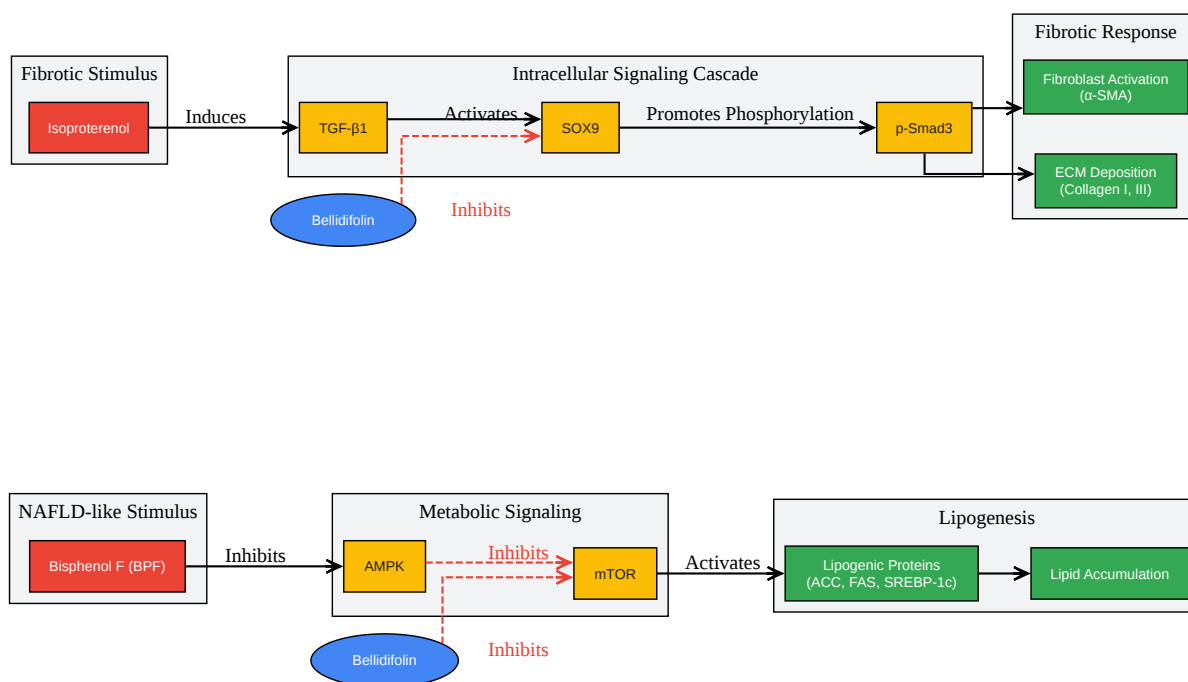 Fibrotic Response
Fibrotic Stimulus
Intracellular Signaling Cascade
Fibroblast Activation
(α-SMA)
Isoproterenol
Induces
TGF-β1
Activates
SOX9
Promotes Phosphorylation
p-Smad3
ECM Deposition
(Collagen I, III)
Bellidifolin
Inhibits
NAFLD-like Stimulus
Metabolic Signaling
Lipogenesis
Bisphenol F (BPF)
Inhibits
AMPK
Inhibits
mTOR
Activates
Lipogenic Proteins
(ACC, FAS, SREBP-1c)
Lipid Accumulation
Bellidifolin
Inhibits